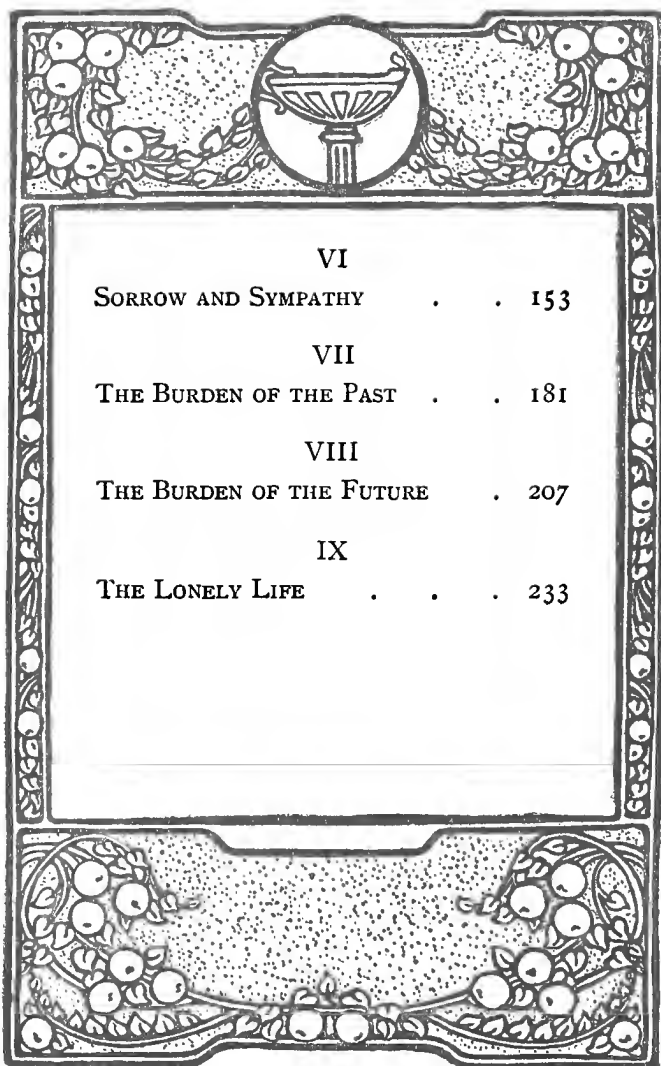 VI
Sorrow and Sympathy . . 153
VII
The Burden of the Past . . 181
VIII
The Burden of the Future . 207
IX
The Lonely Life . . . 233